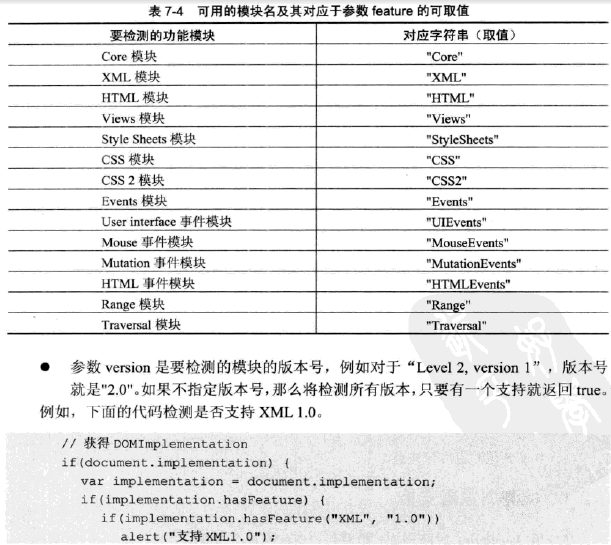 表 7-4 可用的模块名及其对应于参数 feature 的可取值
要检测的功能模块 对应字符串（取值）
Core 模块 "Core"
XML 模块 "XML"
HTML 模块 "HTML"
Views 模块 "Views"
Style Sheets 模块 "StyleSheets"
CSS 模块 "CSS"
CSS 2 模块 "CSS2"
Events 模块 "Events"
User interface 事件模块 "UIEvents"
Mouse 事件模块 "MouseEvents"
Mutation 事件模块 "MutationEvents"
HTML 事件模块 "HTMLEvents"
Range 模块 "Range"
Traversal 模块 "Traversal"
● 参数 version 是要检测的模块的版本号，例如对于“Level 2, version 1”，版本号
就是"2.0"。如果不指定版本号，那么将检测所有版本，只要有一个支持就返回 true。
例如，下面的代码检测是否支持 XML 1.0。
// 获得 DOMImplementation
if(document.implementation) {
var implementation = document.implementation;
if(implementation.hasFeature) {
if(implementation.hasFeature("XML", "1.0"))
alert("支持 XML1.0");